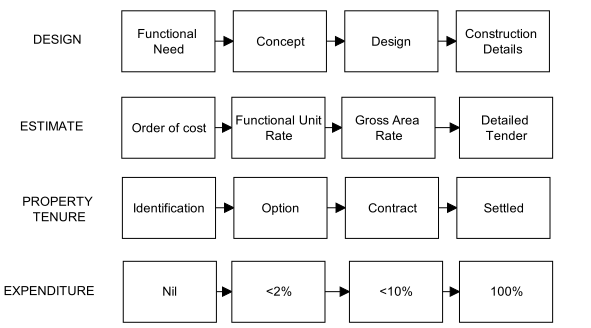 DESIGN
Functional
Need
Concept
Design
Construction
Details
ESTIMATE
Order of cost
Functional Unit
Rate
Gross Area
Rate
Detailed
Tender
PROPERTY
TENURE
Identification
Option
Contract
Settled
EXPENDITURE
Nil
<2%
<10%
100%